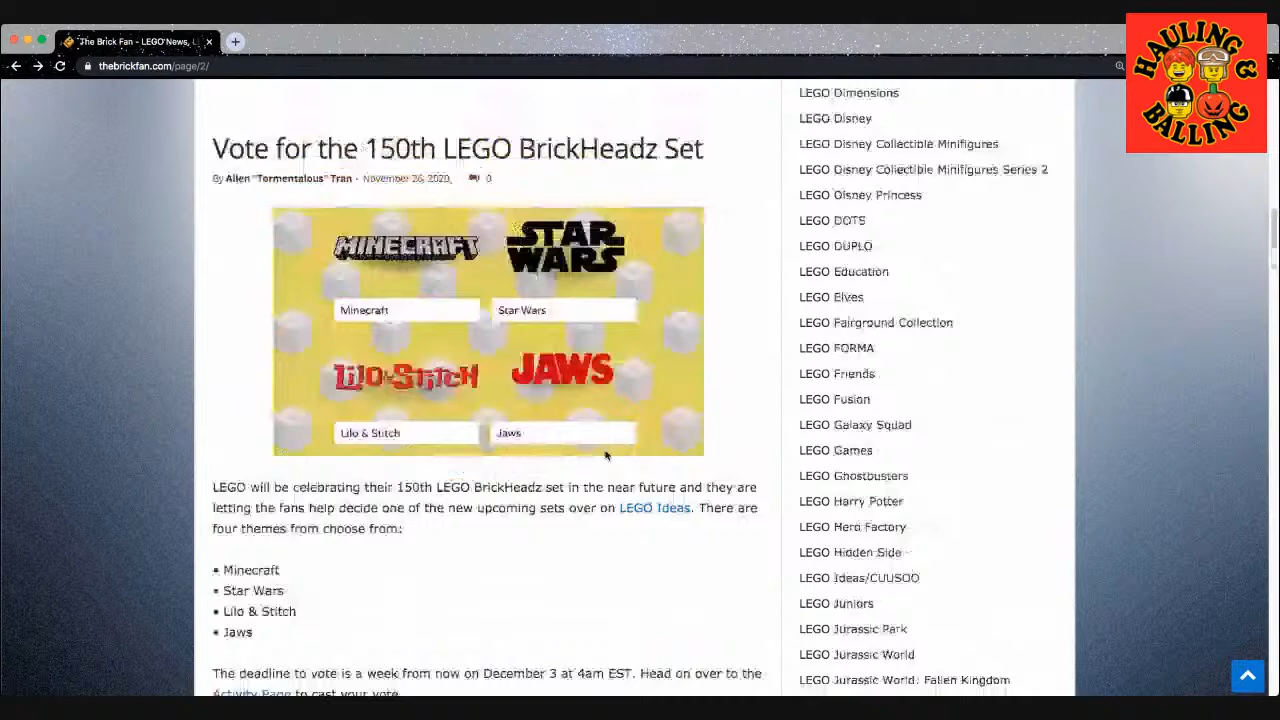 The Brick Fan - LEGO News, L
thebrickfan.com/page/2/
HAULING &
BALLING
Vote for the 150th LEGO BrickHeadz Set
By Allen "Tormentalous" Tran - November 26, 2020, 0
MINECRAFT STAR WARS
Minecraft Star Wars
LILO & STITCH JAWS
Lilo & Stitch Jaws
LEGO will be celebrating their 150th LEGO BrickHeadz set in the near future and they are
letting the fans help decide one of the new upcoming sets over on LEGO Ideas. There are
four themes from choose from:
• Minecraft
• Star Wars
• Lilo & Stitch
• Jaws
The deadline to vote is a week from now on December 3 at 4am EST. Head on over to the
Activity Page to cast your vote.
LEGO Dimensions
LEGO Disney
LEGO Disney Collectible Minifigures
LEGO Disney Collectible Minifigures Series 2
LEGO Disney Princess
LEGO DOTS
LEGO DUPLO
LEGO Education
LEGO Elves
LEGO Fairground Collection
LEGO FORMA
LEGO Friends
LEGO Fusion
LEGO Galaxy Squad
LEGO Games
LEGO Ghostbusters
LEGO Harry Potter
LEGO Hero Factory
LEGO Hidden Side
LEGO Ideas/CUUSOO
LEGO Juniors
LEGO Jurassic Park
LEGO Jurassic World
LEGO Jurassic World: Fallen Kingdom